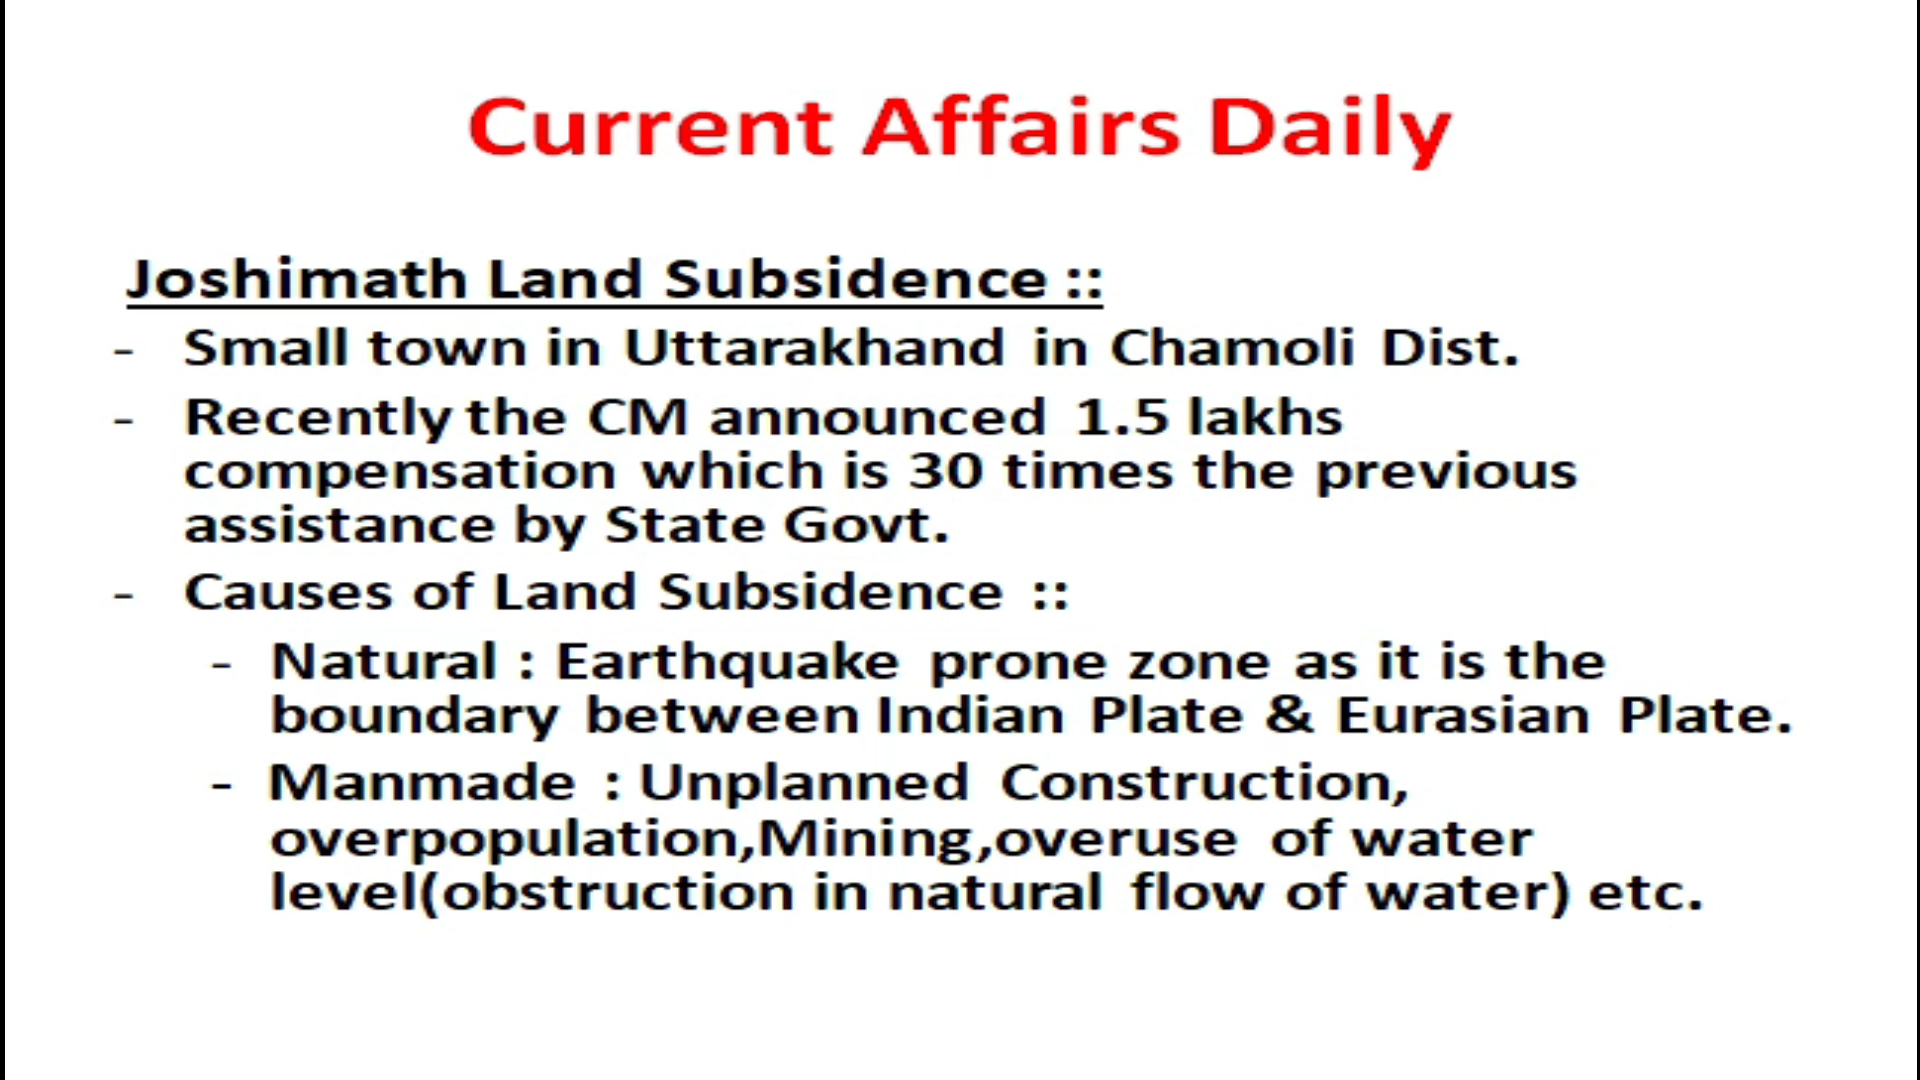 Current Affairs Daily
Joshimath Land Subsidence ::
- Small town in Uttarakhand in Chamoli Dist.
- Recently the CM announced 1.5 lakhs
compensation which is 30 times the previous
assistance by State Govt.
- Causes of Land Subsidence ::
- Natural : Earthquake prone zone as it is the
boundary between Indian Plate & Eurasian Plate.
- Manmade : Unplanned Construction,
overpopulation,Mining,overuse of water
level(obstruction in natural flow of water) etc.